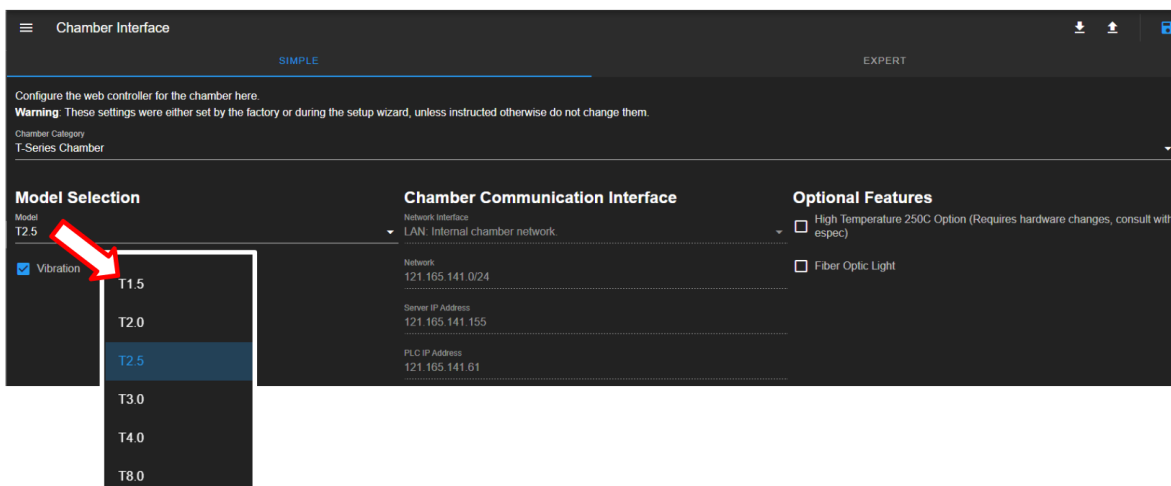 Chamber Interface
SIMPLE
EXPERT
Configure the web controller for the chamber here.
Warning: These settings were either set by the factory or during the setup wizard, unless instructed otherwise do not change them.
Chamber Category
T-Series Chamber
Model Selection
Model
T2.5
Vibration
T1.5
T2.0
T2.5
T3.0
T4.0
T8.0
Chamber Communication Interface
Network Interface
LAN: Internal chamber network.
Network
121.165.141.0/24
Server IP Address
121.165.141.155
PLC IP Address
121.165.141.61
Optional Features
High Temperature 250C Option (Requires hardware changes, consult with
espec)
Fiber Optic Light